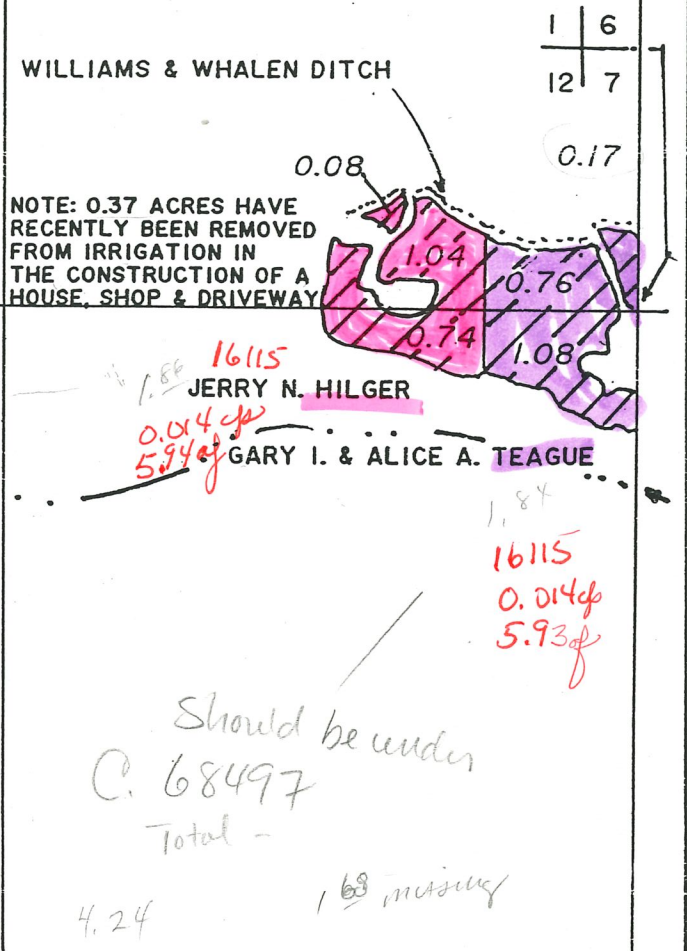 1 6
12 7
WILLIAMS & WHALEN DITCH
0.17
0.08
NOTE: 0.37 ACRES HAVE
RECENTLY BEEN REMOVED
FROM IRRIGATION IN
THE CONSTRUCTION OF A
HOUSE, SHOP & DRIVEWAY
1.04
0.76
0.74
1.08
16115
1.86
JERRY N. HILGER
0.014 cfs
5.94 af
GARY I. & ALICE A. TEAGUE
1.84
16115
0.014 cfs
5.93 af
Should be under
C. 68497
Total -
missing
4.24